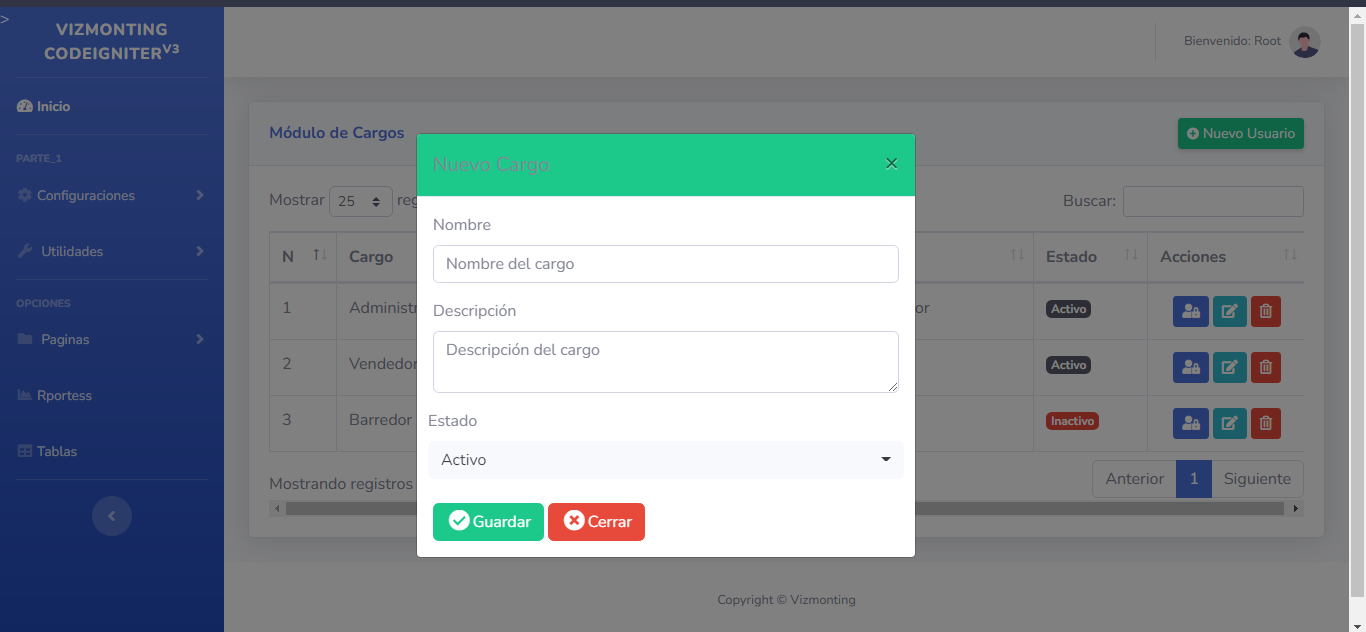 >
VIZMONTING
CODEIGNITERV3
Bienvenido: Root
Inicio
PARTE_1
Configuraciones
Utilidades
OPCIONES
Paginas
Rportess
Tablas
Módulo de Cargos
Nuevo Usuario
Mostrar 25 reg
Buscar:
N Cargo Estado Acciones
1 Administr or Activo
2 Vendedor Activo
3 Barredor Inactivo
Mostrando registros
Anterior 1 Siguiente
Nuevo Cargo ×
Nombre
Nombre del cargo
Descripción
Descripción del cargo
Estado
Activo
Guardar Cerrar
Copyright © Vizmonting